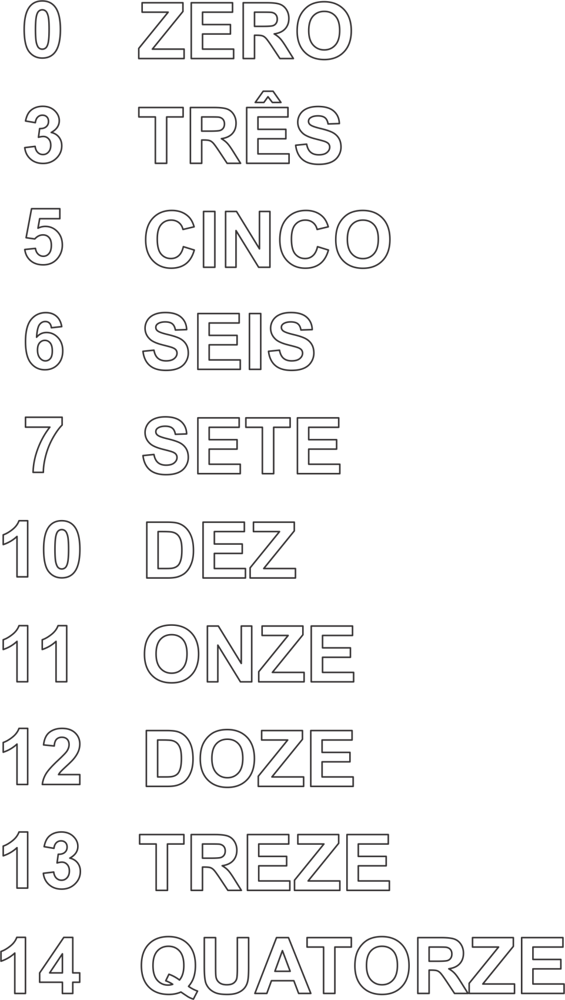 0 ZERO
3 TRÊS
5 CINCO
6 SEIS
7 SETE
10 DEZ
11 ONZE
12 DOZE
13 TREZE
14 QUATORZE